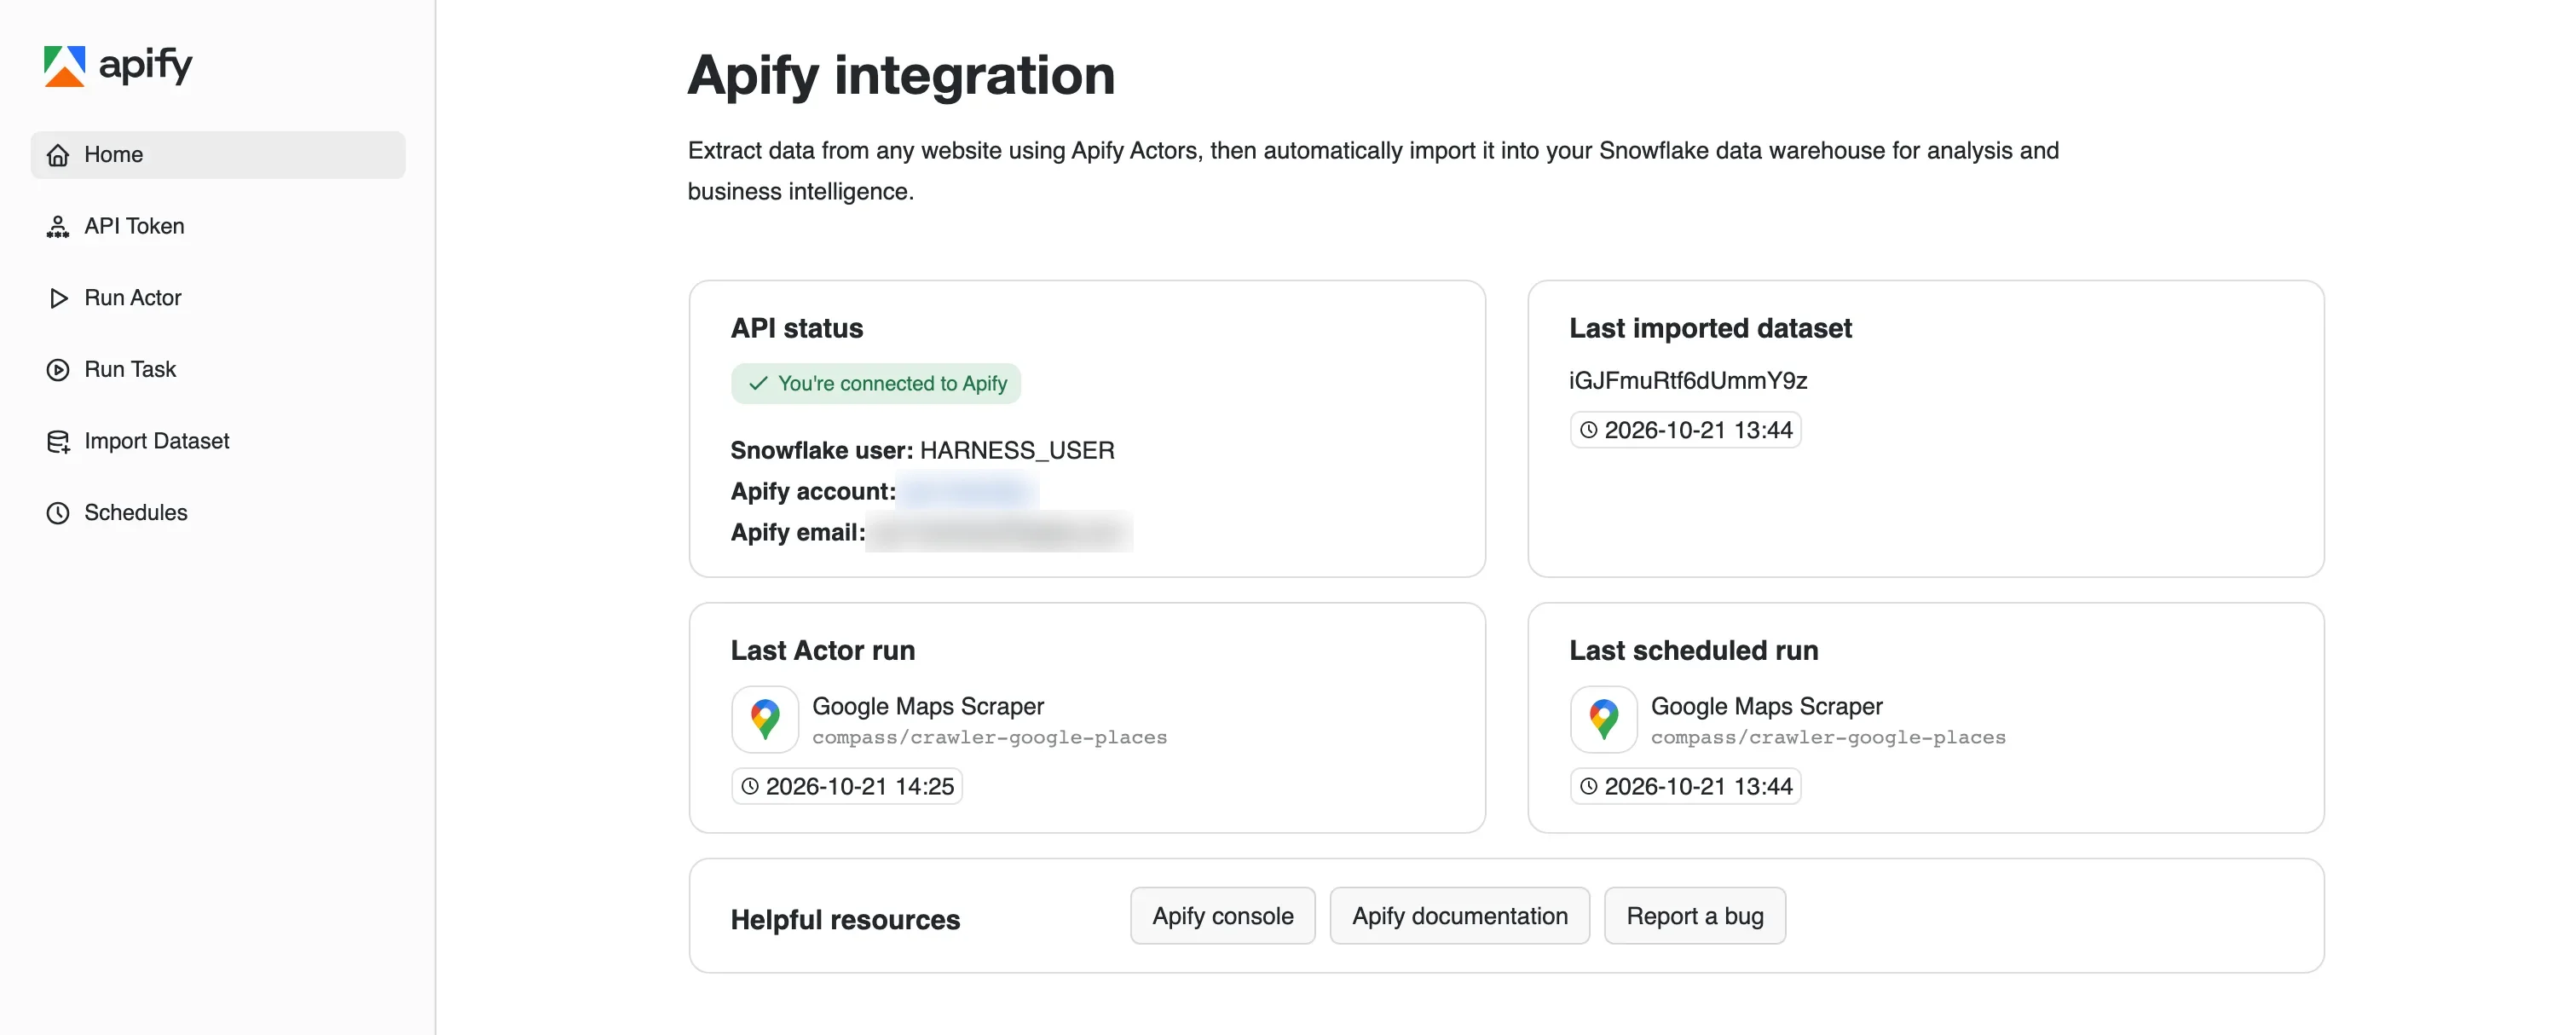 apify
Home
API Token
Run Actor
Run Task
Import Dataset
Schedules
Apify integration
Extract data from any website using Apify Actors, then automatically import it into your Snowflake data warehouse for analysis and
business intelligence.
API status
You're connected to Apify
Snowflake user: HARNESS_USER
Apify account:
Apify email:
Last imported dataset
iGJFmuRtf6dUmmY9z
2026-10-21 13:44
Last Actor run
Google Maps Scraper
compass/crawler-google-places
2026-10-21 14:25
Last scheduled run
Google Maps Scraper
compass/crawler-google-places
2026-10-21 13:44
Helpful resources
Apify console
Apify documentation
Report a bug